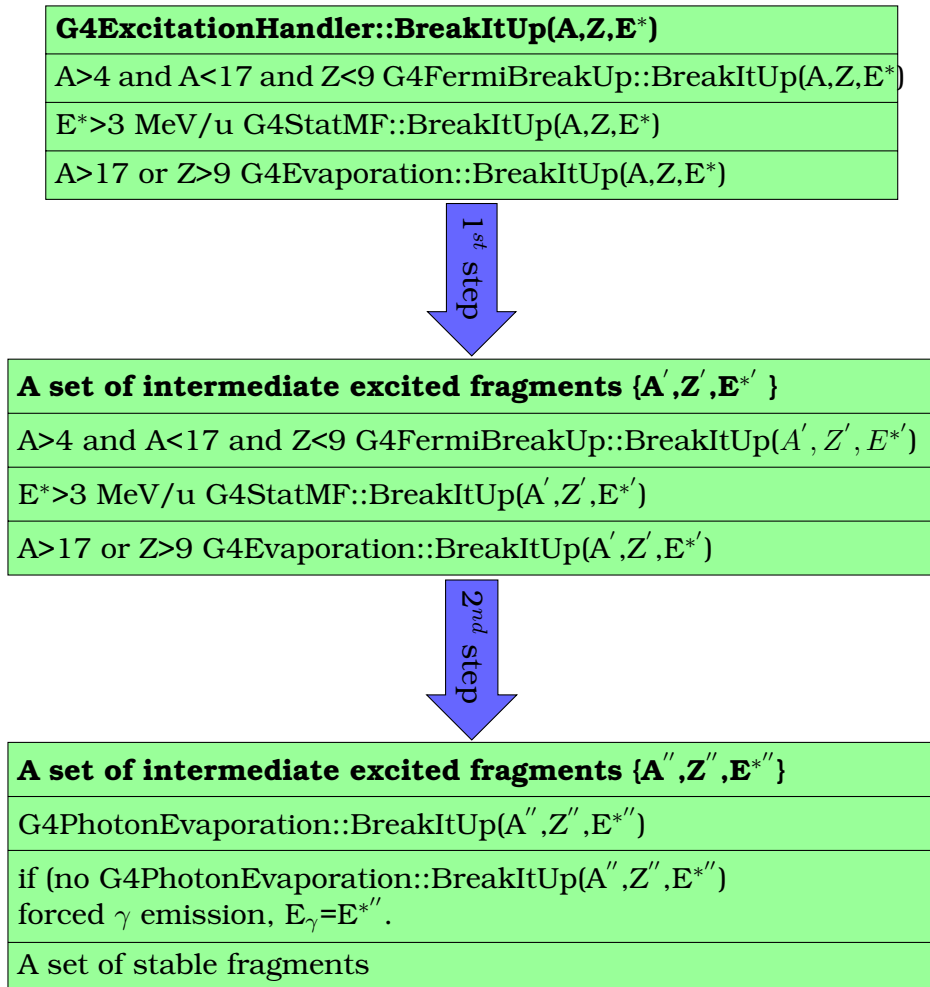 G4ExcitationHandler::BreakItUp(A,Z,E*)
A>4 and A<17 and Z<9 G4FermiBreakUp::BreakItUp(A,Z,E*)
E*>3 MeV/u G4StatMF::BreakItUp(A,Z,E*)
A>17 or Z>9 G4Evaporation::BreakItUp(A,Z,E*)
1st step
A set of intermediate excited fragments {A′,Z′,E*′ }
A>4 and A<17 and Z<9 G4FermiBreakUp::BreakItUp(A′, Z′, E*′)
E*>3 MeV/u G4StatMF::BreakItUp(A′,Z′,E*′)
A>17 or Z>9 G4Evaporation::BreakItUp(A′,Z′,E*′)
2nd step
A set of intermediate excited fragments {A″,Z″,E*″}
G4PhotonEvaporation::BreakItUp(A″,Z″,E*″)
if (no G4PhotonEvaporation::BreakItUp(A″,Z″,E*″)
forced γ emission, Eγ=E*″.
A set of stable fragments